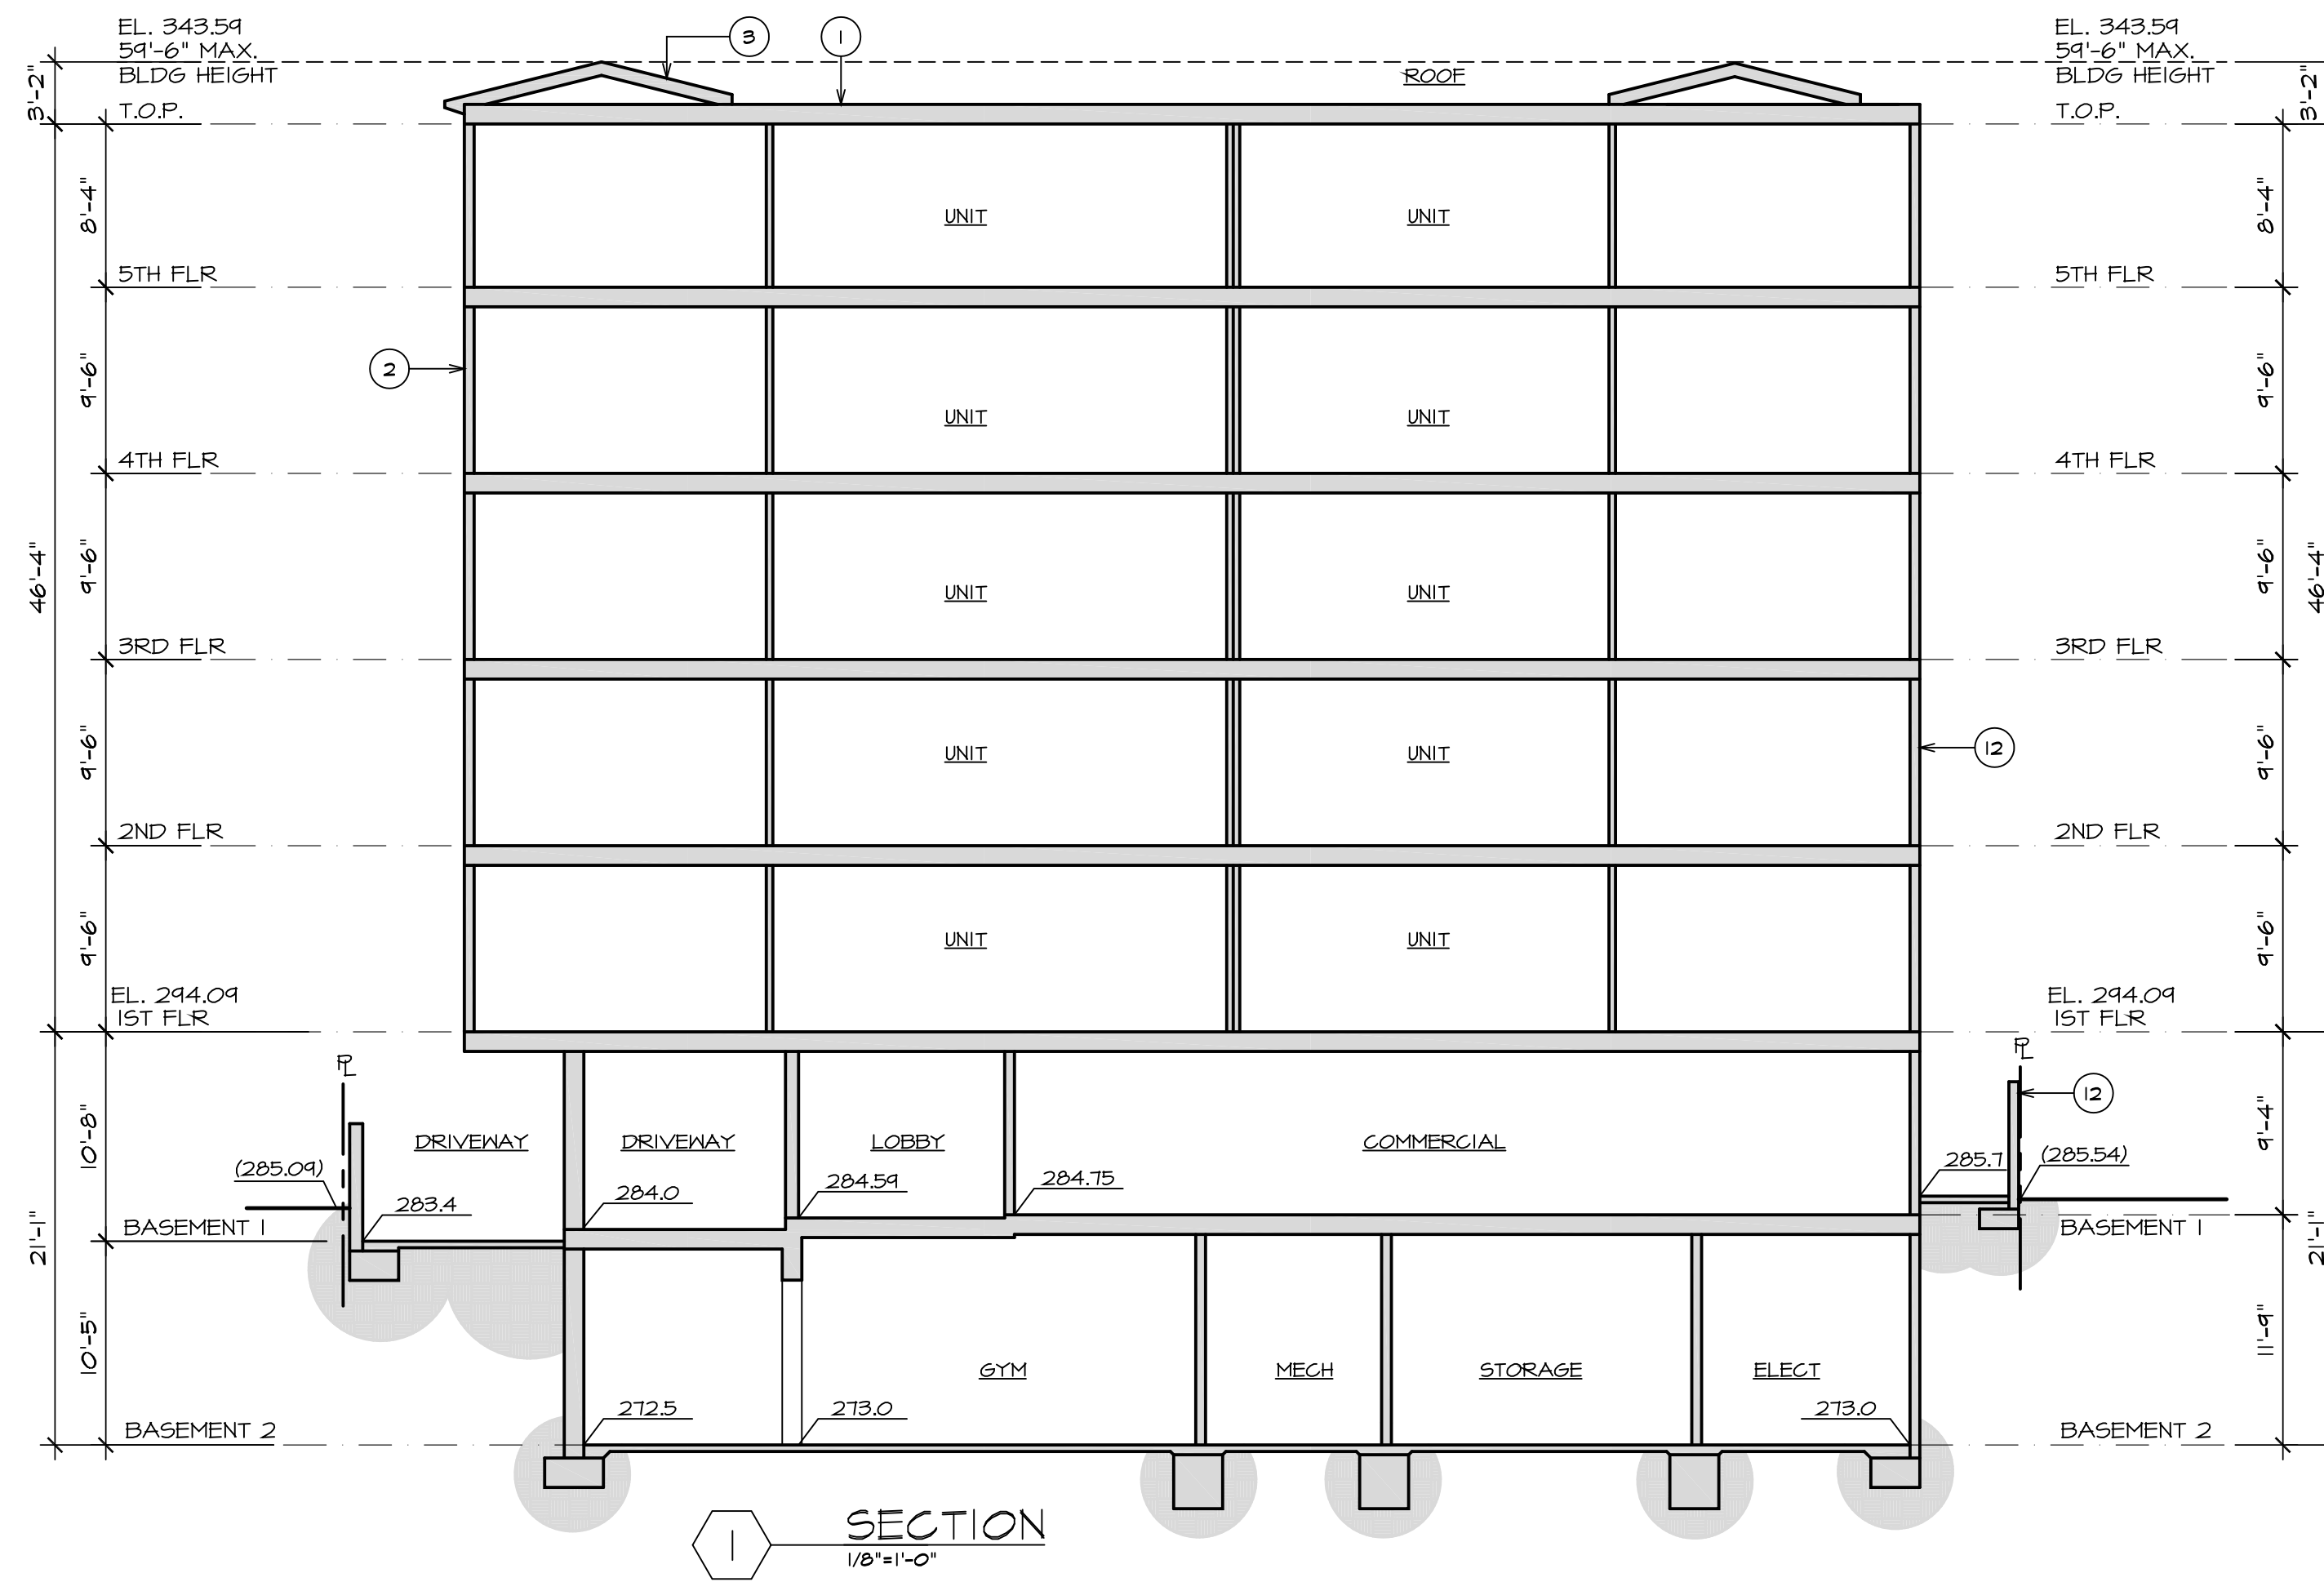 EL. 343.59
59'-6" MAX.
BLDG HEIGHT
T.O.P.
3
1
ROOF
EL. 343.59
59'-6" MAX.
BLDG HEIGHT
T.O.P.
3'-2"
3'-2"
8'-4"
UNIT
UNIT
8'-4"
5TH FLR
5TH FLR
9'-6"
2
UNIT
UNIT
9'-6"
4TH FLR
4TH FLR
46'-4"
9'-6"
UNIT
UNIT
9'-6"
46'-4"
3RD FLR
3RD FLR
9'-6"
UNIT
UNIT
12
9'-6"
2ND FLR
2ND FLR
9'-6"
UNIT
UNIT
9'-6"
EL. 294.09
1ST FLR
EL. 294.09
1ST FLR
PL
PL
12
10'-8"
DRIVEWAY
DRIVEWAY
LOBBY
COMMERCIAL
9'-4"
(285.09)
283.4
284.0
284.59
284.75
285.7
(285.54)
BASEMENT 1
BASEMENT 1
21'-1"
21'-1"
10'-5"
GYM
MECH
STORAGE
ELECT
11'-9"
272.5
273.0
273.0
BASEMENT 2
BASEMENT 2
1
SECTION
1/8"=1'-0"